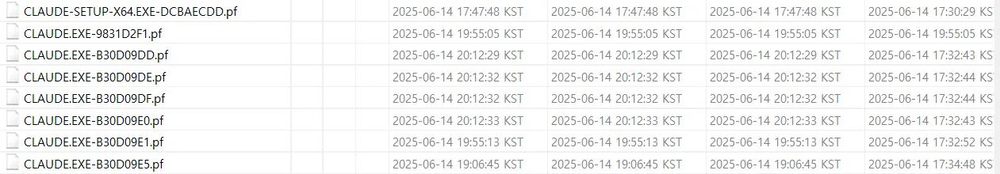 CLAUDE-SETUP-X64.EXE-DCBAECDD.pf 2025-06-14 17:47:48 KST 2025-06-14 17:47:48 KST 2025-06-14 17:47:48 KST 2025-06-14 17:30:29 KS
CLAUDE.EXE-9831D2F1.pf 2025-06-14 19:55:05 KST 2025-06-14 19:55:05 KST 2025-06-14 19:55:05 KST 2025-06-14 19:55:05 KS
CLAUDE.EXE-B30D09DD.pf 2025-06-14 20:12:29 KST 2025-06-14 20:12:29 KST 2025-06-14 20:12:29 KST 2025-06-14 17:32:43 KS
CLAUDE.EXE-B30D09DE.pf 2025-06-14 20:12:32 KST 2025-06-14 20:12:32 KST 2025-06-14 20:12:32 KST 2025-06-14 17:32:44 KS
CLAUDE.EXE-B30D09DF.pf 2025-06-14 20:12:32 KST 2025-06-14 20:12:32 KST 2025-06-14 20:12:32 KST 2025-06-14 17:32:44 KS
CLAUDE.EXE-B30D09E0.pf 2025-06-14 20:12:33 KST 2025-06-14 20:12:33 KST 2025-06-14 20:12:33 KST 2025-06-14 17:32:43 KS
CLAUDE.EXE-B30D09E1.pf 2025-06-14 19:55:13 KST 2025-06-14 19:55:13 KST 2025-06-14 19:55:13 KST 2025-06-14 17:32:52 KS
CLAUDE.EXE-B30D09E5.pf 2025-06-14 19:06:45 KST 2025-06-14 19:06:45 KST 2025-06-14 19:06:45 KST 2025-06-14 17:34:48 KS